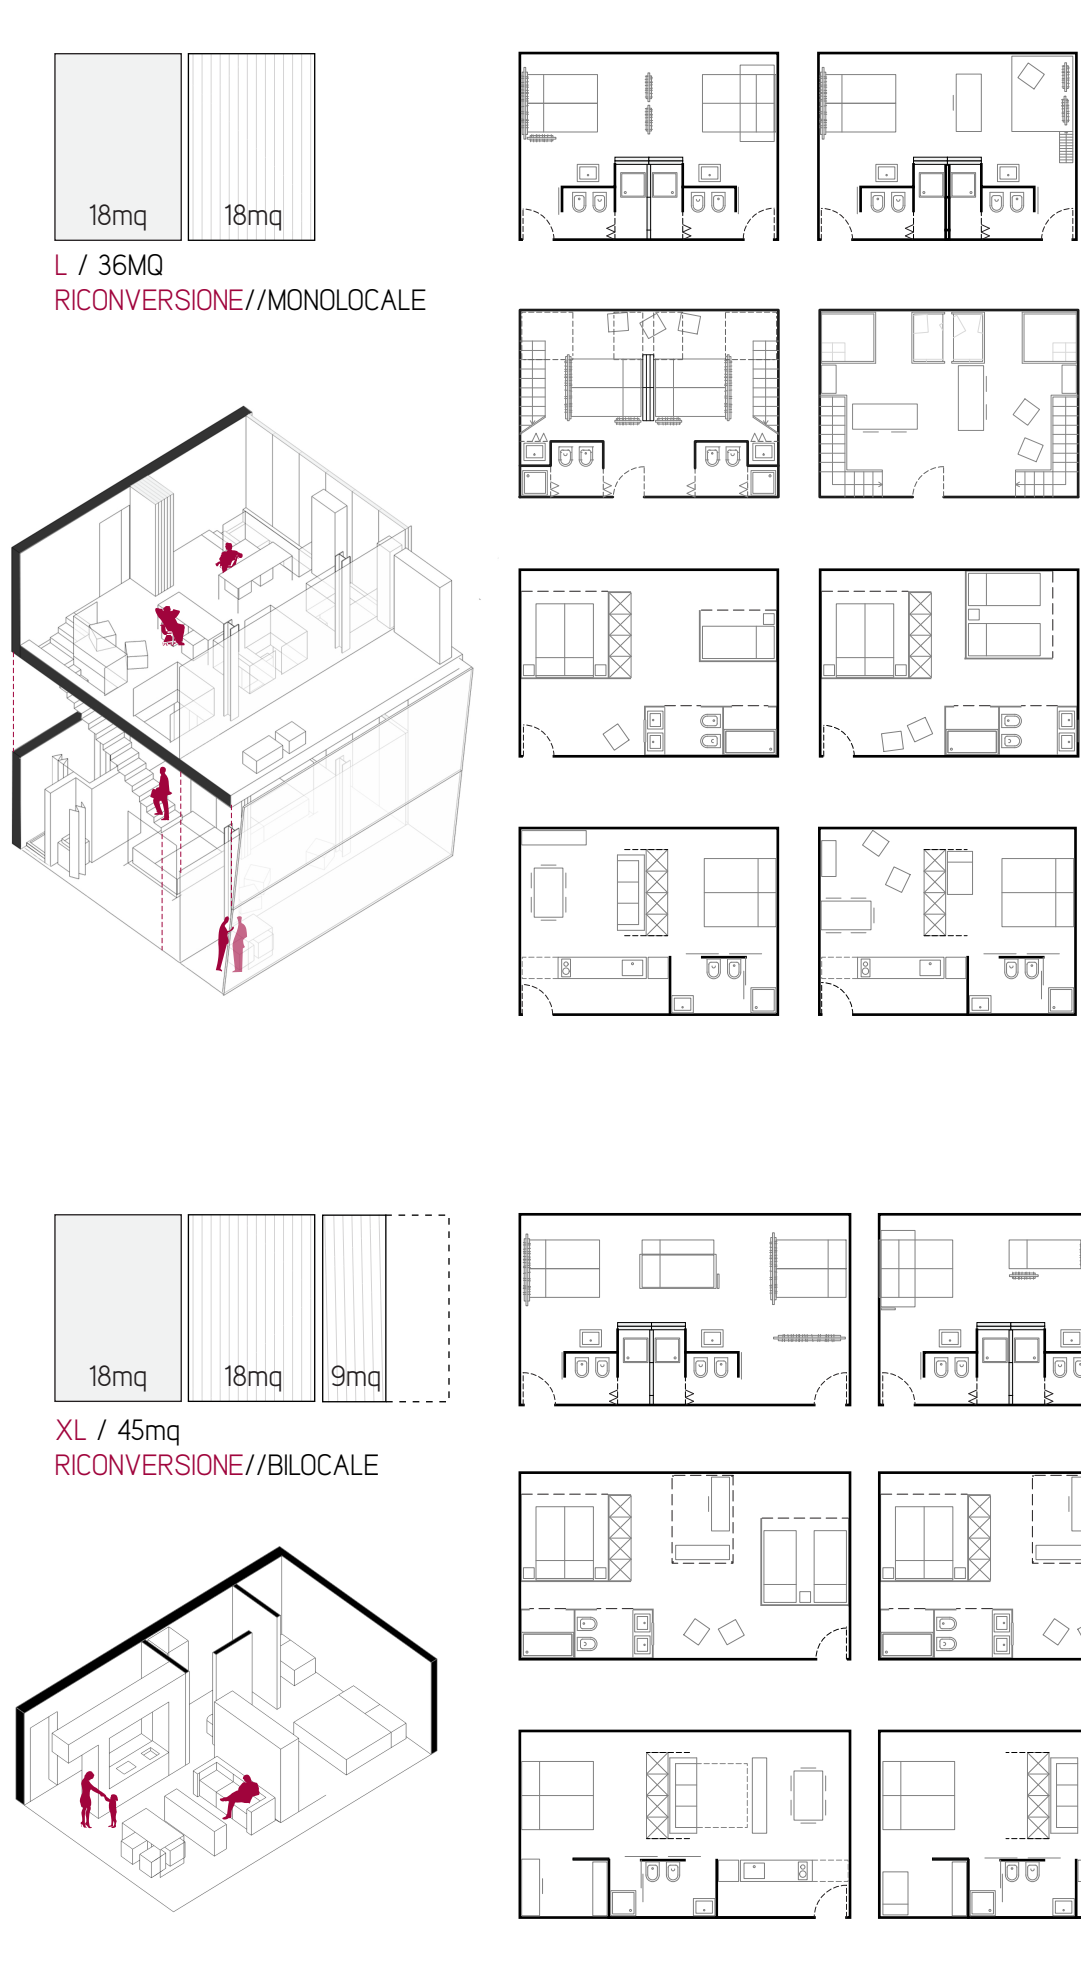 18mq 18mq
L / 36MQ
RICONVERSIONE//MONOLOCALE
18mq 18mq 9mq
XL / 45mq
RICONVERSIONE//BILOCALE